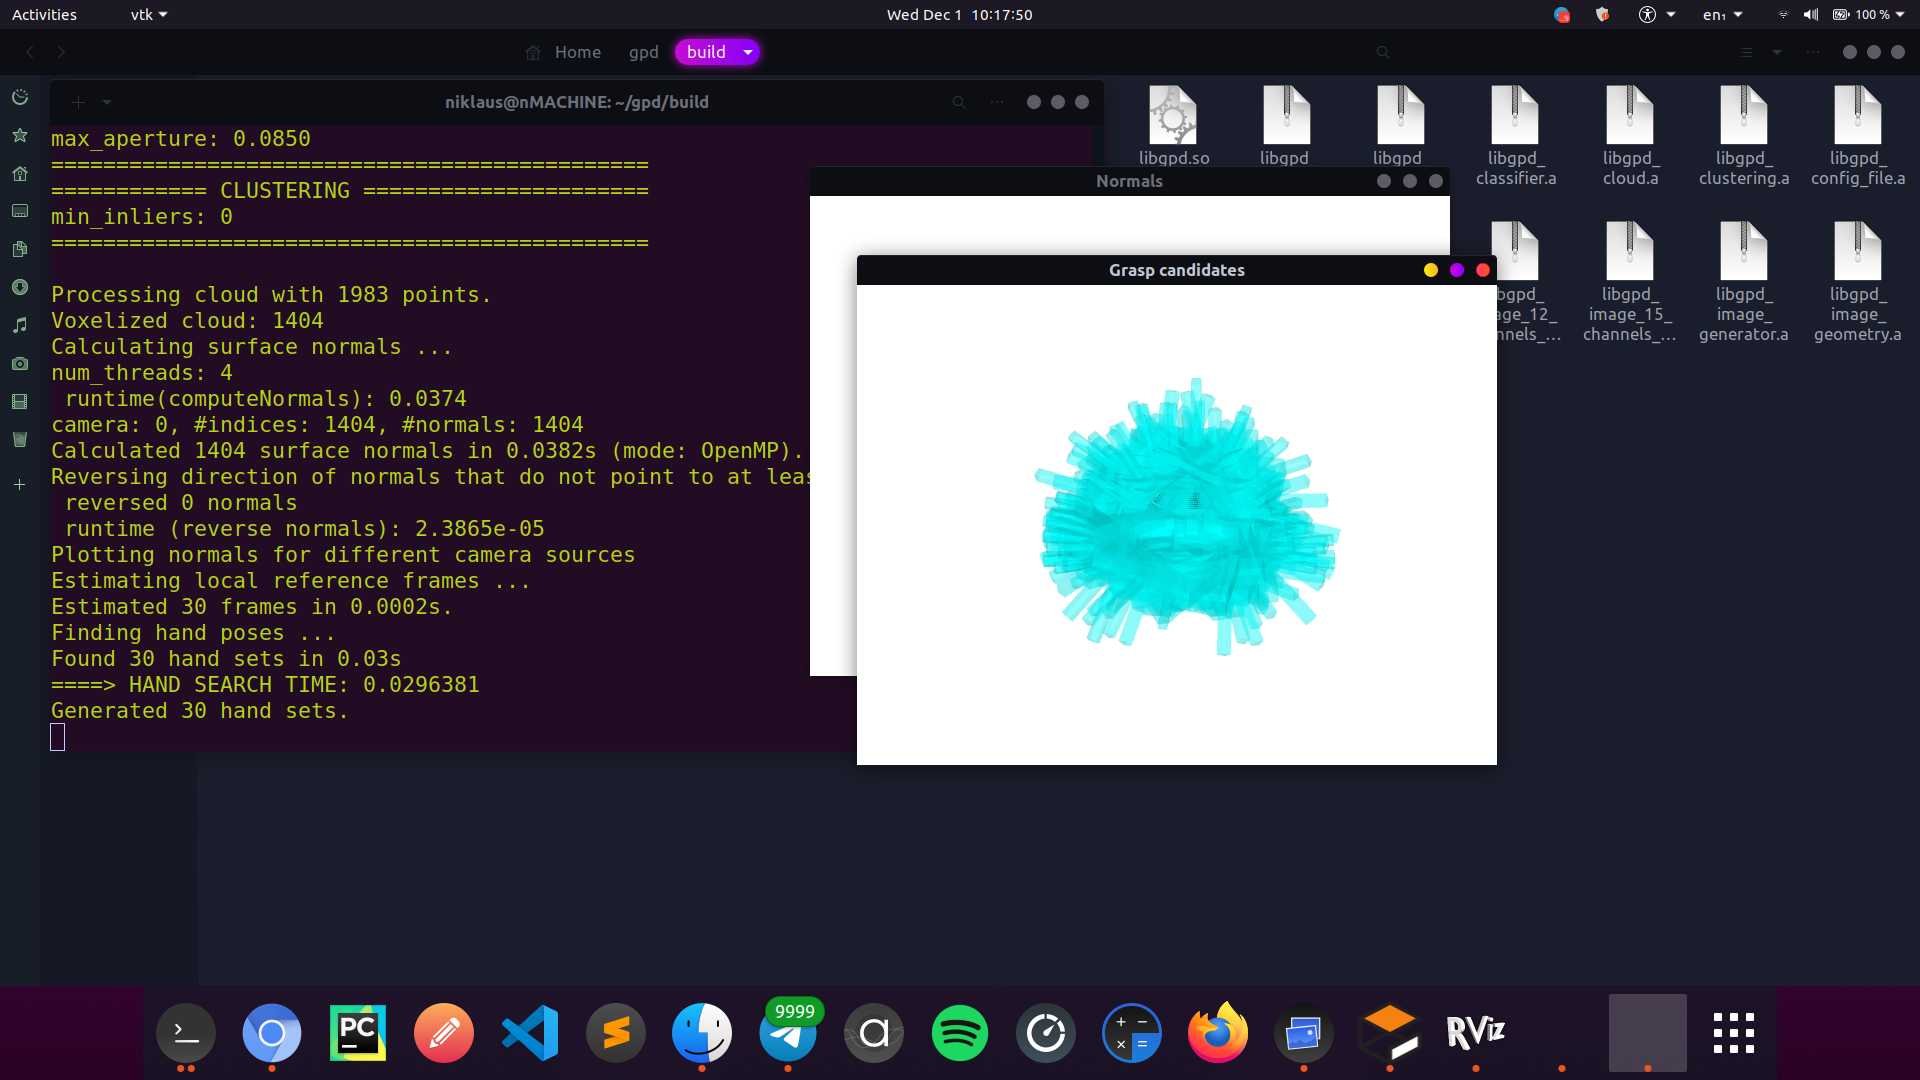 Activities
vtk
Wed Dec 1 10:17:50
en₁
100 %
Home
gpd
build
niklaus@nMACHINE: ~/gpd/build
max_aperture: 0.0850
==============================================
============ CLUSTERING ======================
min_inliers: 0
==============================================
Processing cloud with 1983 points.
Voxelized cloud: 1404
Calculating surface normals ...
num_threads: 4
runtime(computeNormals): 0.0374
camera: 0, #indices: 1404, #normals: 1404
Calculated 1404 surface normals in 0.0382s (mode: OpenMP).
Reversing direction of normals that do not point to at leas
reversed 0 normals
runtime (reverse normals): 2.3865e-05
Plotting normals for different camera sources
Estimating local reference frames ...
Estimated 30 frames in 0.0002s.
Finding hand poses ...
Found 30 hand sets in 0.03s
====> HAND SEARCH TIME: 0.0296381
Generated 30 hand sets.
Normals
Grasp candidates
libgpd.so
libgpd
libgpd
libgpd_
classifier.a
libgpd_
cloud.a
libgpd_
clustering.a
libgpd_
config_file.a
bgpd_
age_12_
nnels_...
libgpd_
image_15_
channels_...
libgpd_
image_
generator.a
libgpd_
image_
geometry.a
PC
9999
a
RViz